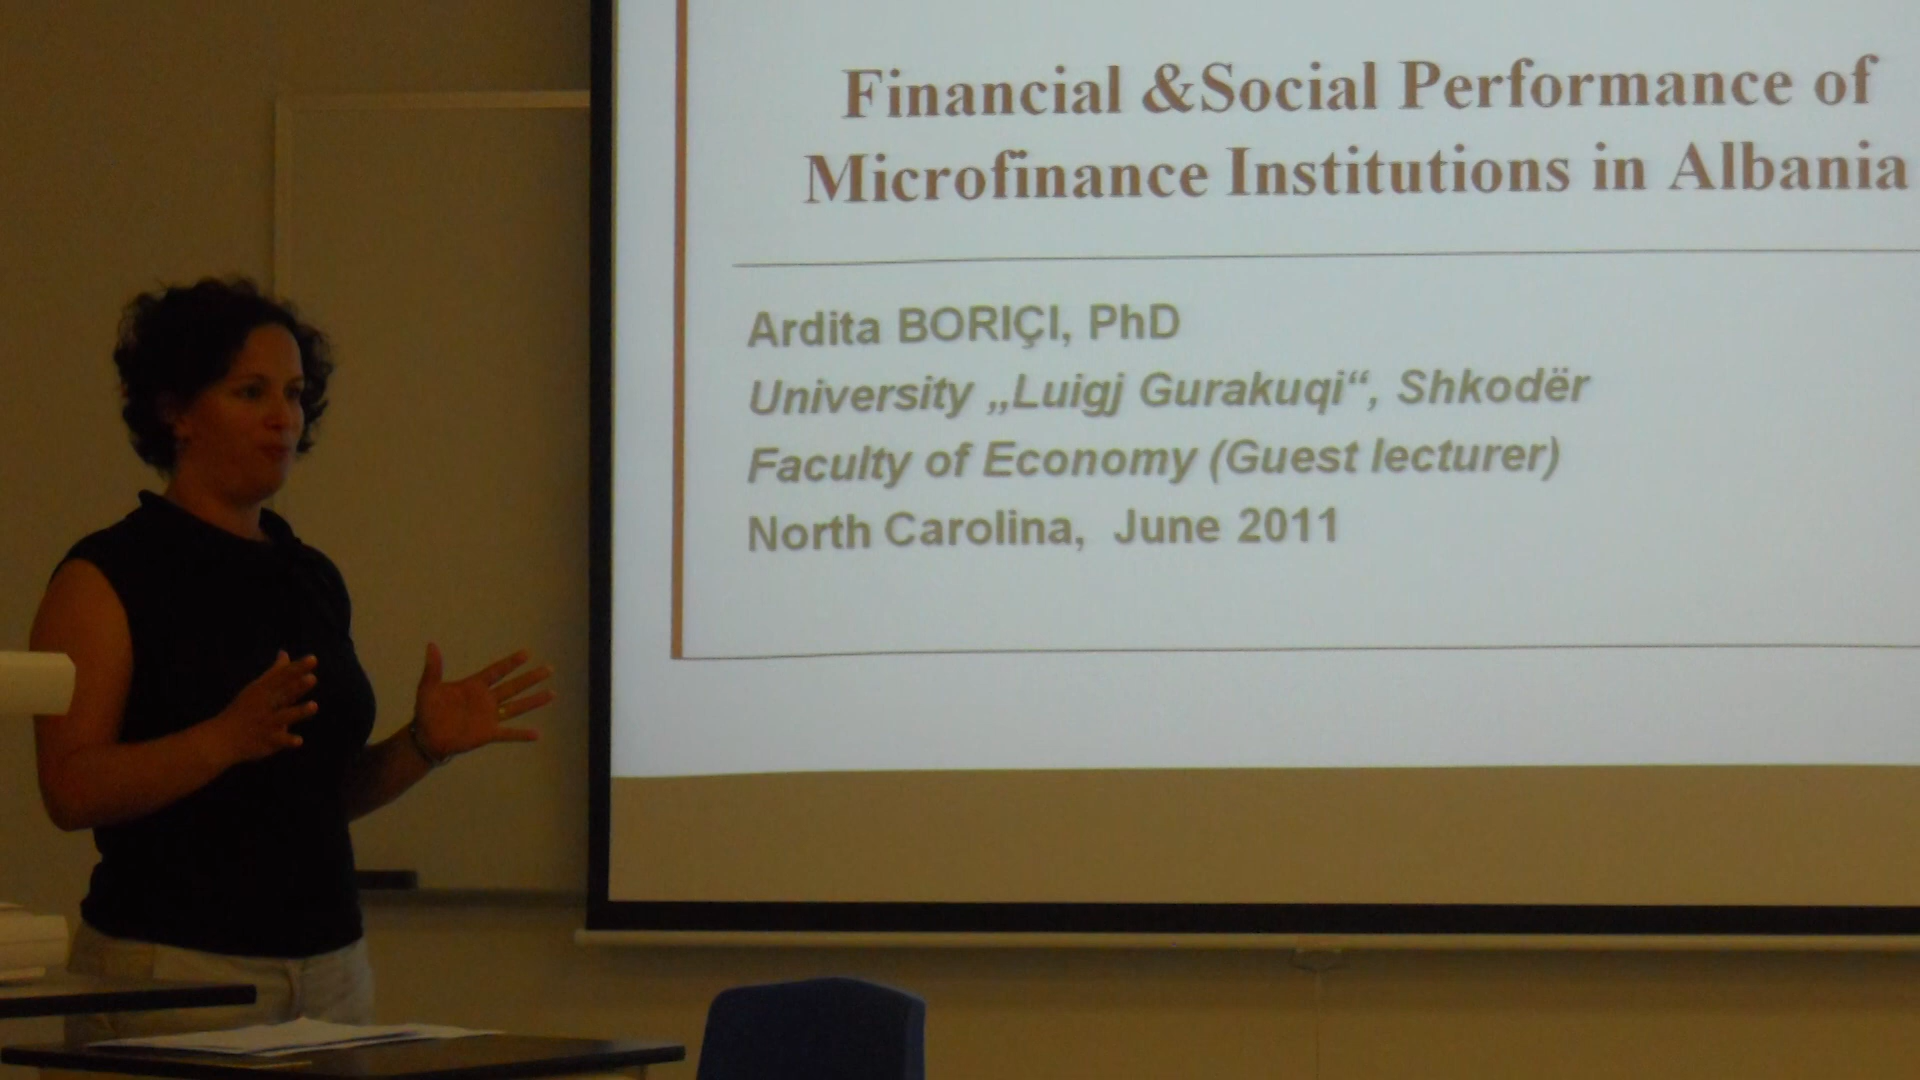 Financial &Social Performance of
Microfinance Institutions in Albania
Ardita BORIÇI, PhD
University „Luigj Gurakuqi“, Shkodër
Faculty of Economy (Guest lecturer)
North Carolina, June 2011